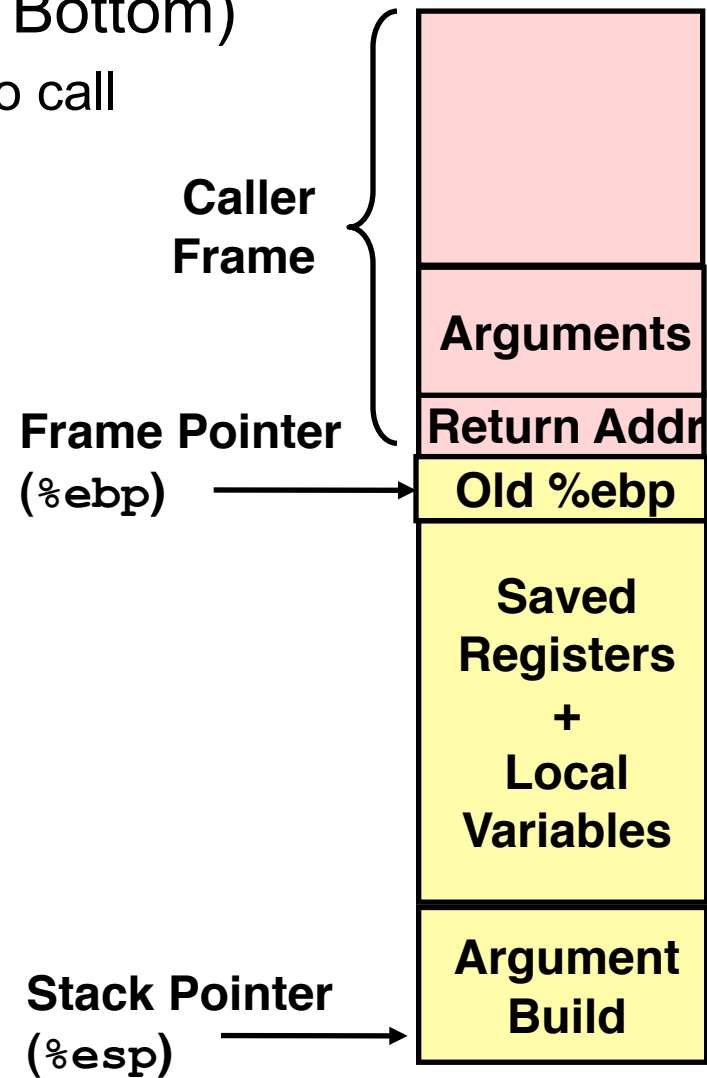 Bottom)
o call
Caller
Frame
Arguments
Return Addr
Frame Pointer
(%ebp)
Old %ebp
Saved
Registers
+
Local
Variables
Argument
Build
Stack Pointer
(%esp)